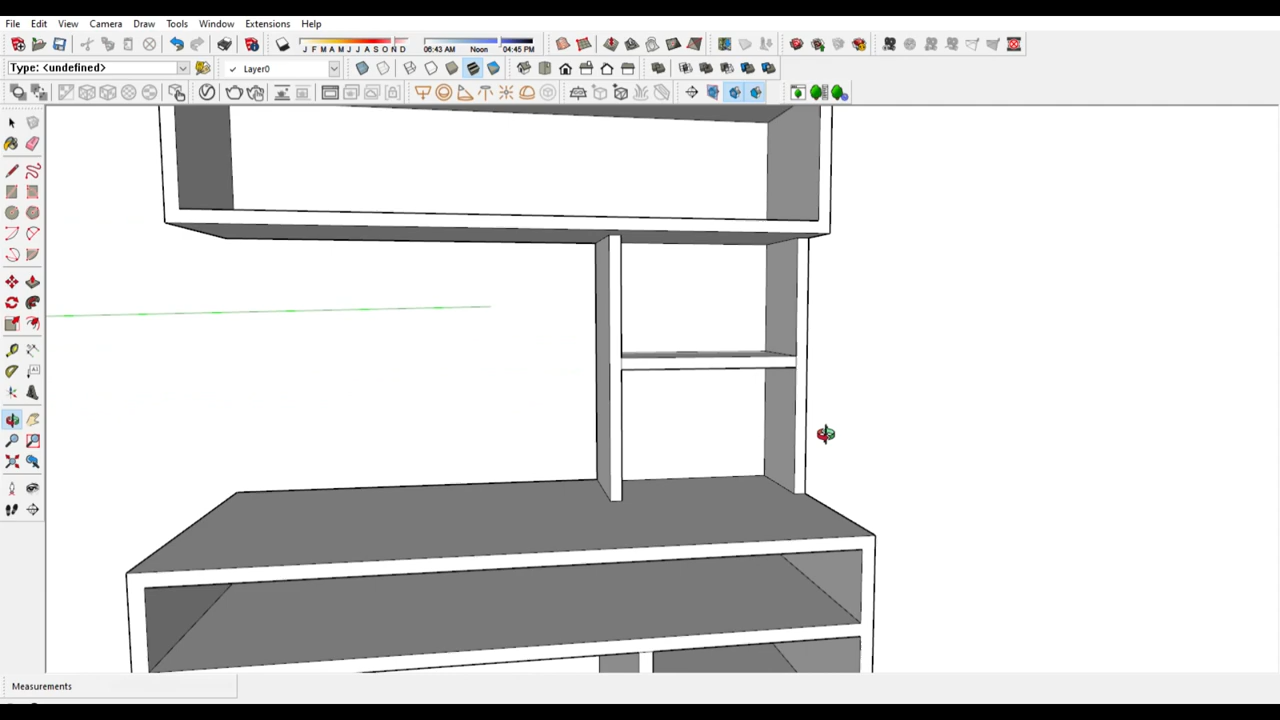 File Edit View Camera Draw Tools Window Extensions Help
J F M A M J J A S O N D 06:43 AM Noon 04:45 PM
Type: <undefined> ✓ Layer0
Measurements